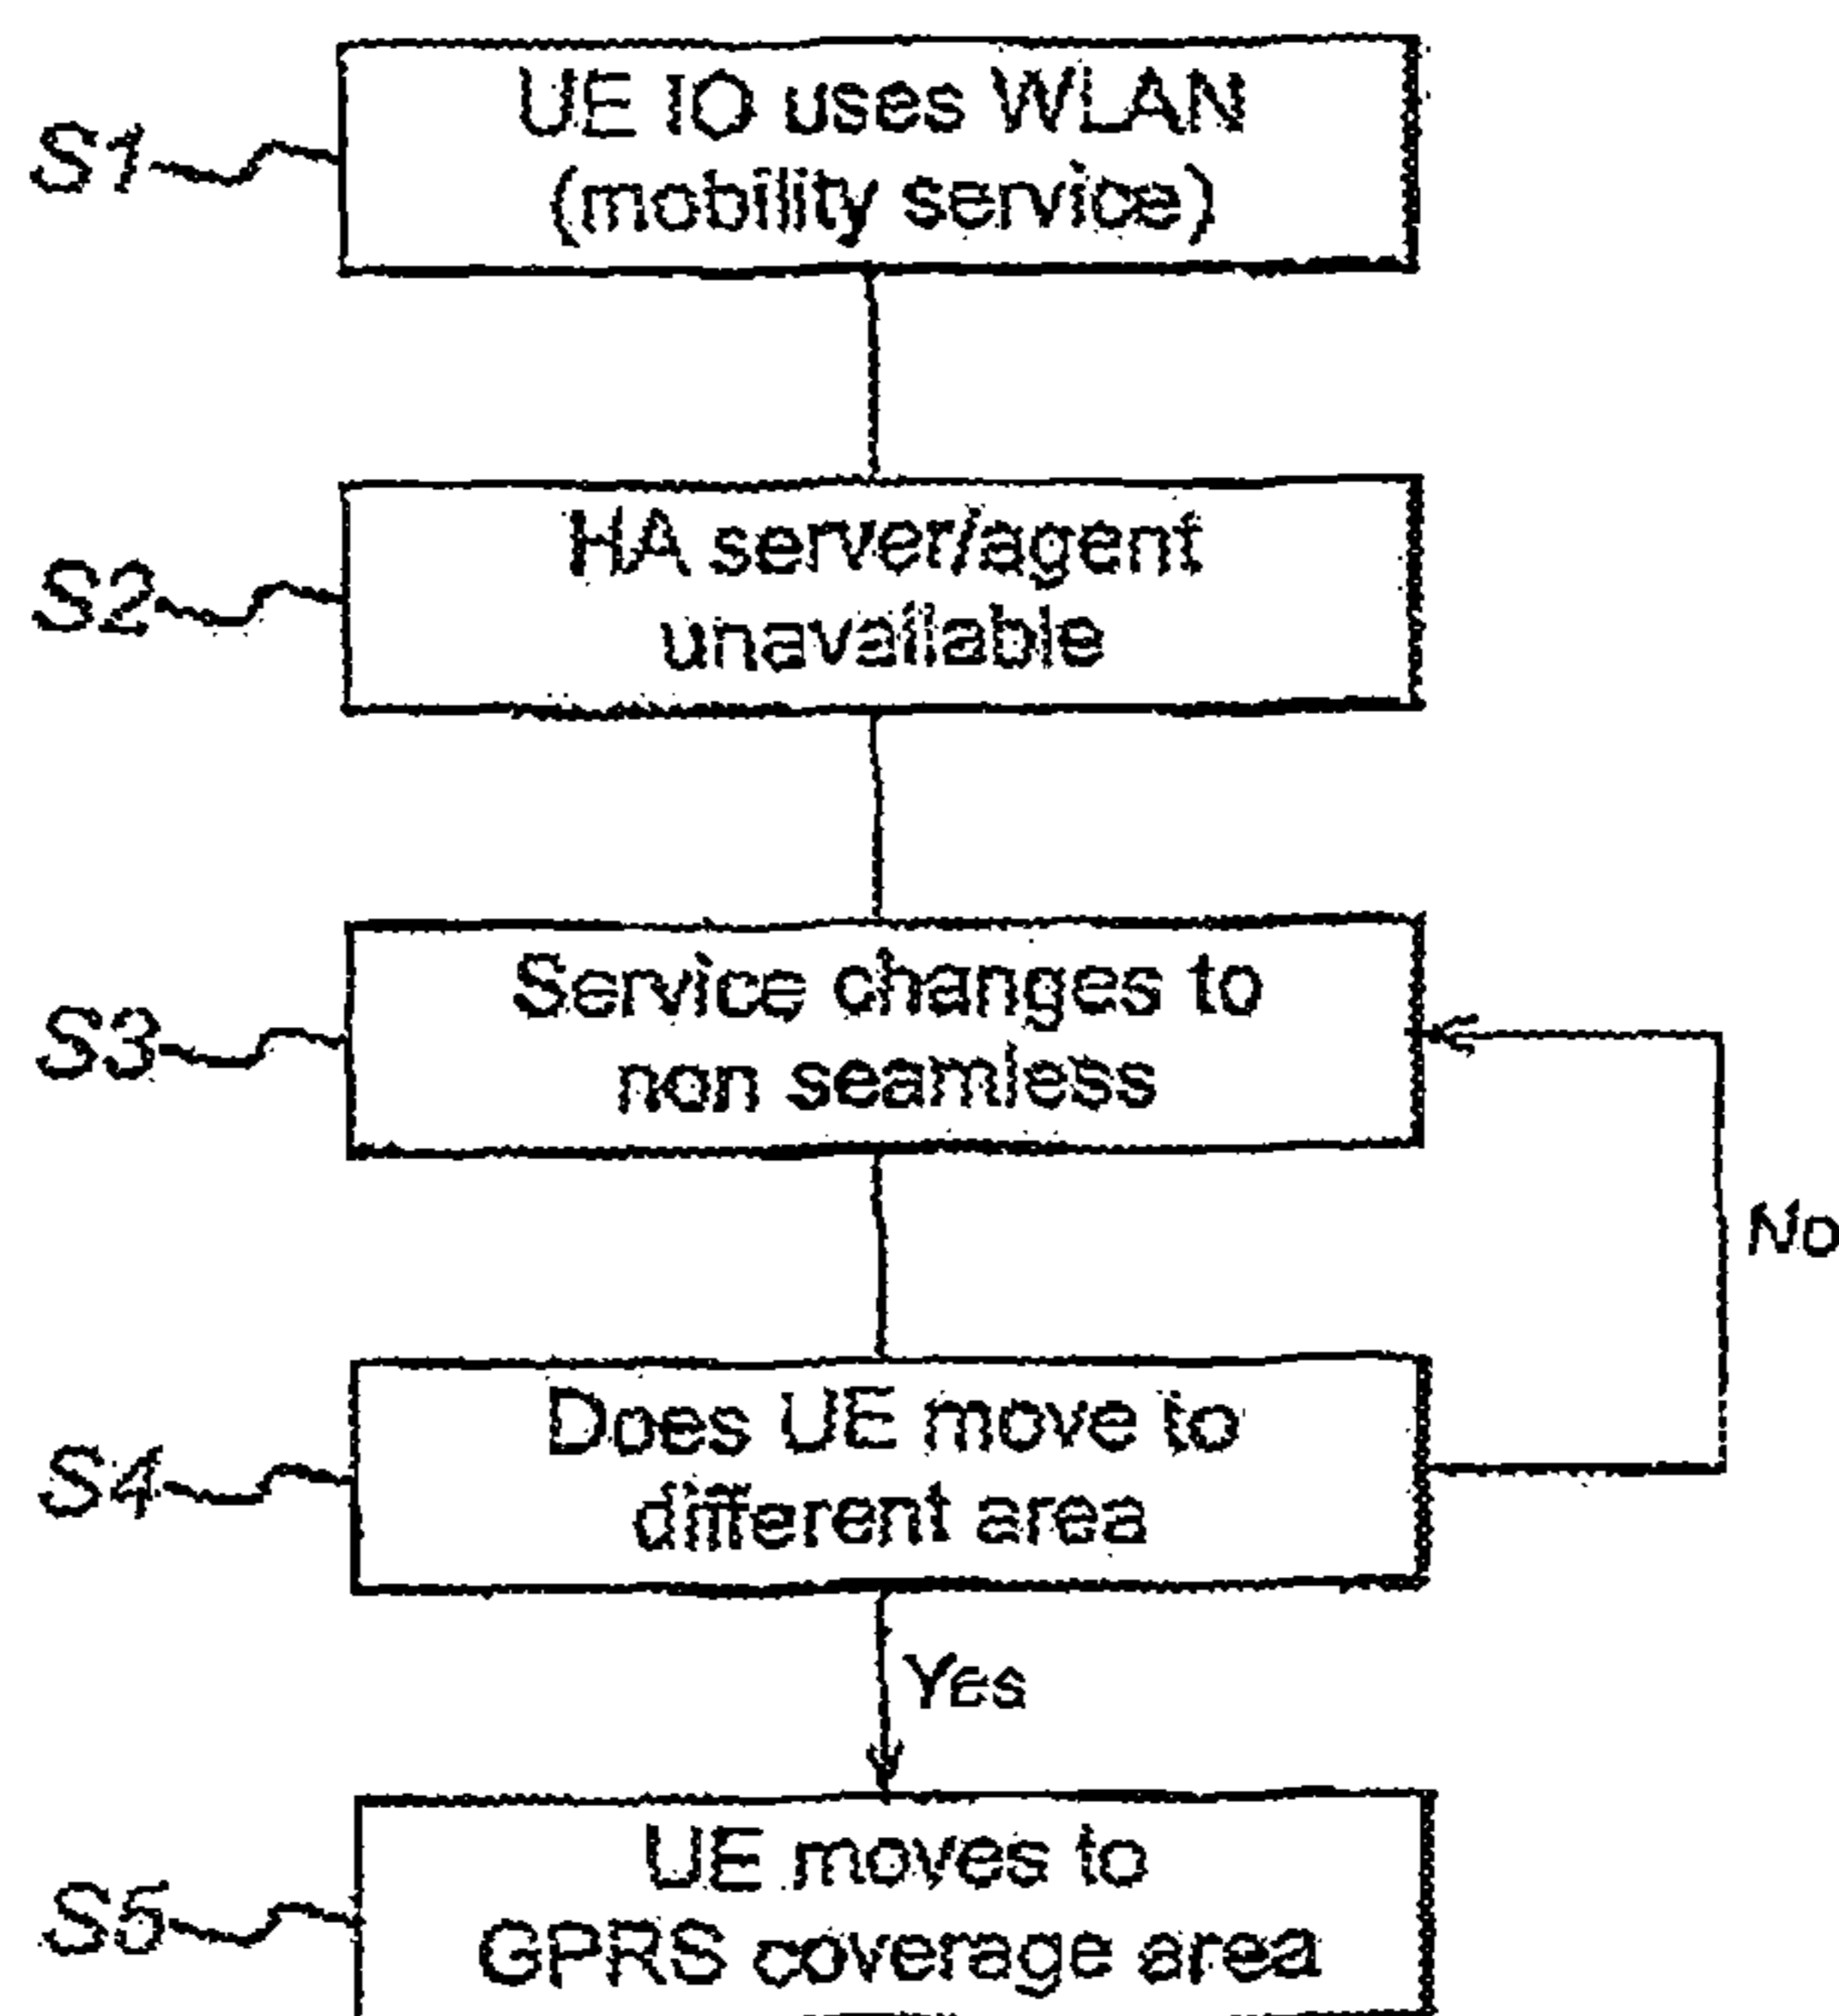 S1
UE IO uses WLAN
(mobility service)
S2
HA server/agent
unavailable
S3
Service changes to
non seamless
No
S4
Does UE move to
different area
Yes
S5
UE moves to
GPRS coverage area